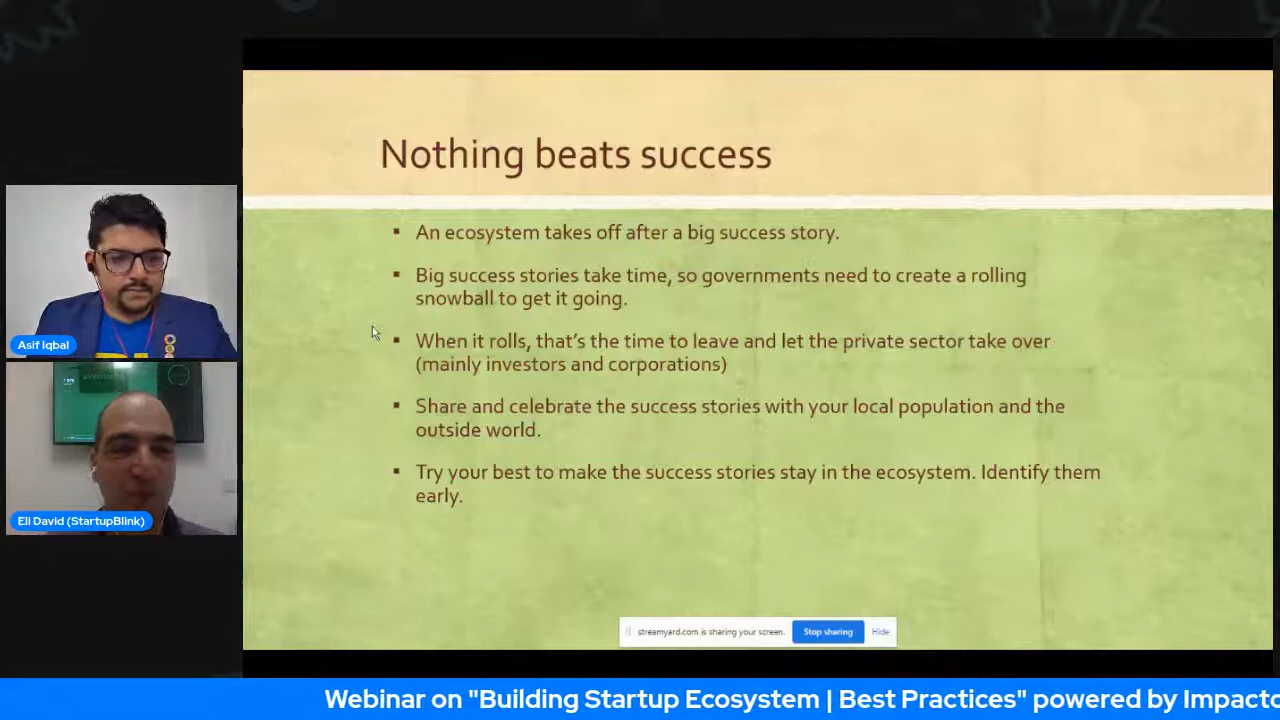 Nothing beats success
▪ An ecosystem takes off after a big success story.
▪ Big success stories take time, so governments need to create a rolling
snowball to get it going.
▪ When it rolls, that's the time to leave and let the private sector take over
(mainly investors and corporations)
▪ Share and celebrate the success stories with your local population and the
outside world.
▪ Try your best to make the success stories stay in the ecosystem. Identify them
early.
Asif Iqbal
Eli David (StartupBlink)
streamyard.com is sharing your screen. Stop sharing Hide
Webinar on "Building Startup Ecosystem | Best Practices" powered by Impacto